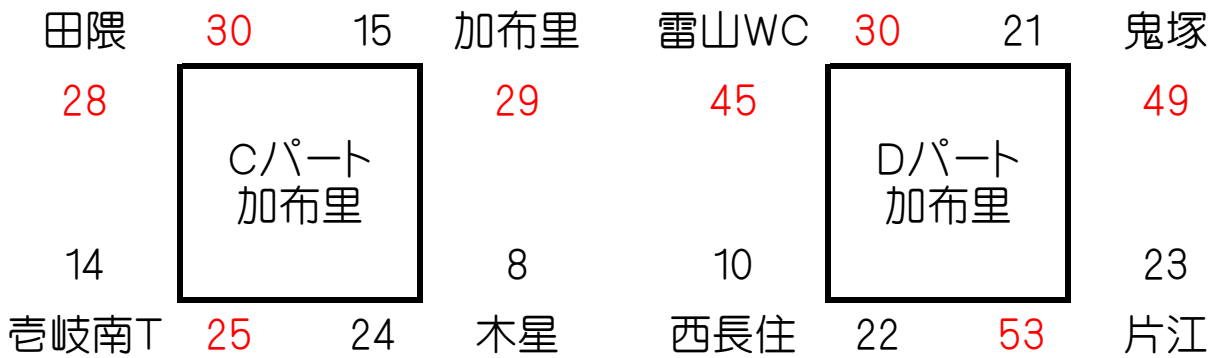 田隈 30 15 加布里 雷山WC 30 21 鬼塚
28 29 45 49
Cパート Dパート
加布里 加布里
14 8 10 23
壱岐南T 25 24 木星 西長住 22 53 片江